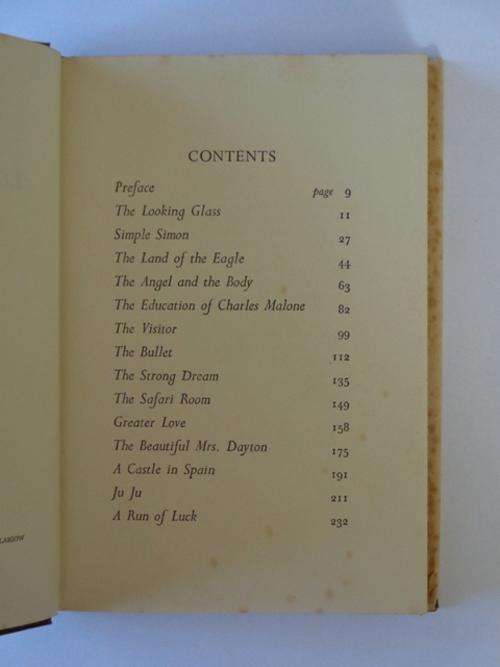 CONTENTS
Preface page 9
The Looking Glass 11
Simple Simon 27
The Land of the Eagle 44
The Angel and the Body 63
The Education of Charles Malone 82
The Visitor 99
The Bullet 112
The Strong Dream 135
The Safari Room 149
Greater Love 158
The Beautiful Mrs. Dayton 175
A Castle in Spain 191
Ju Ju 211
A Run of Luck 232